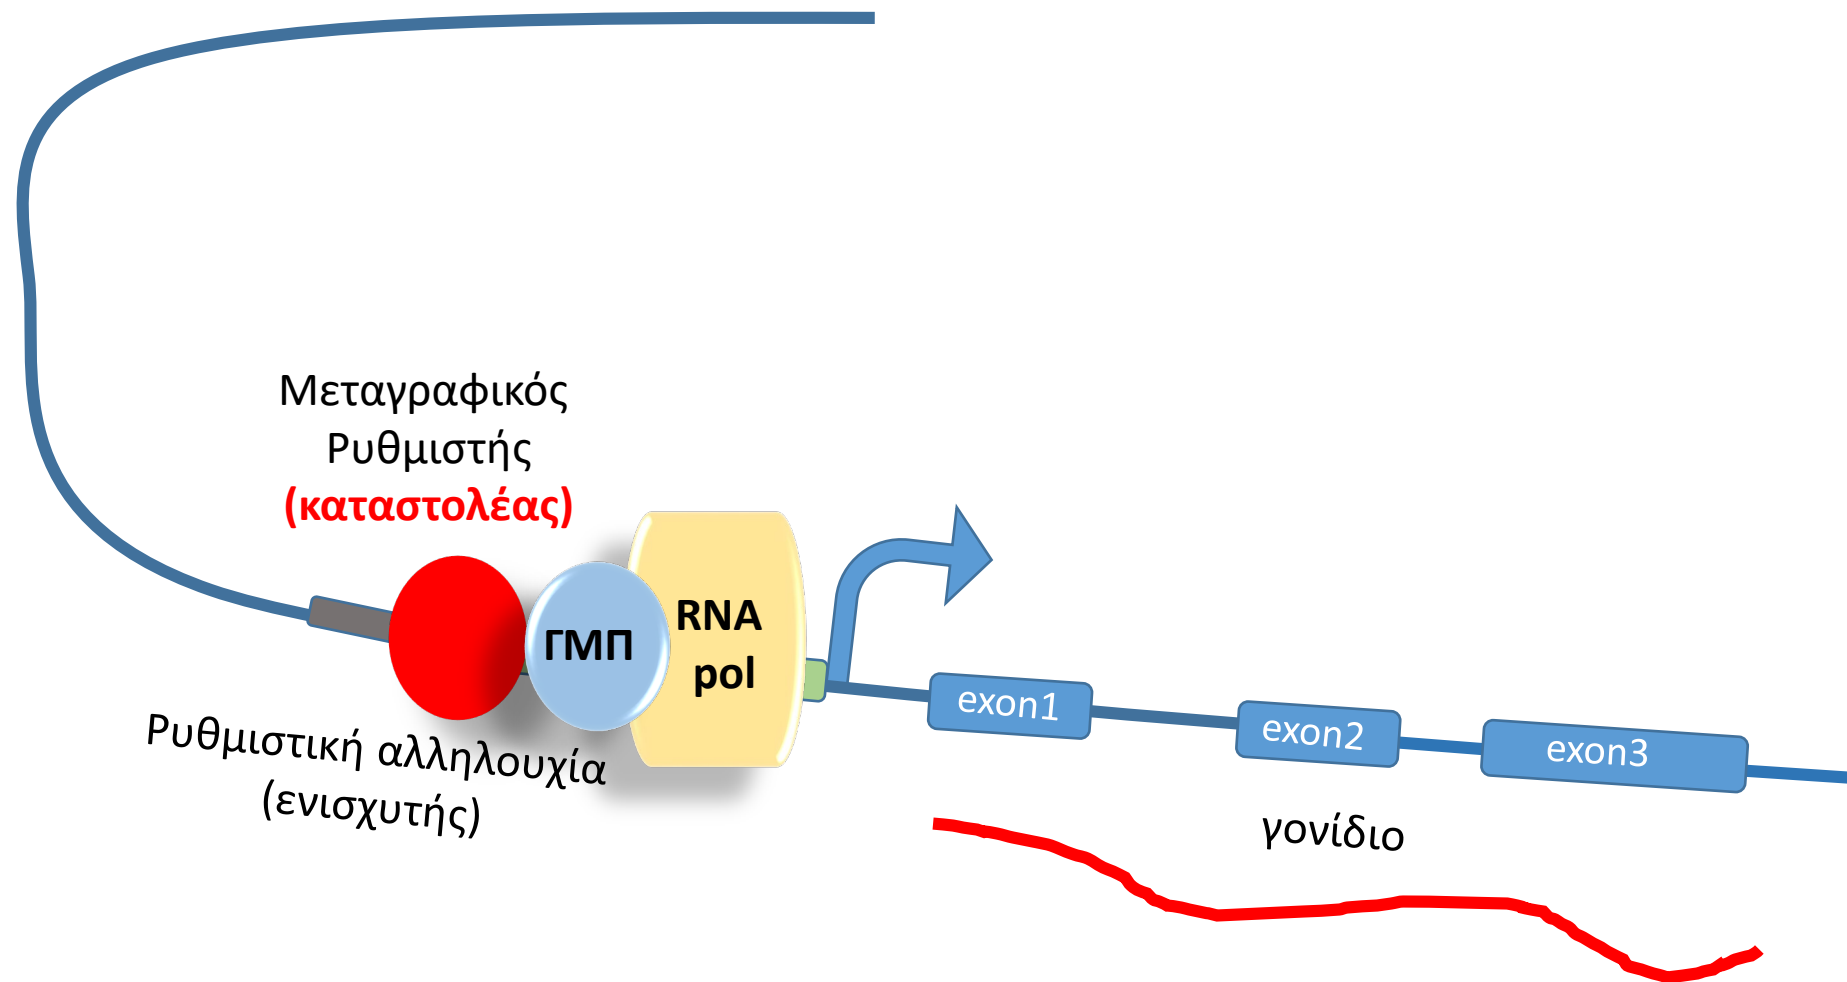 Μεταγραφικός
Ρυθμιστής
(καταστολέας)
ΓΜΠ
RNA
pol
Ρυθμιστική αλληλουχία
(ενισχυτής)
exon1
exon2
exon3
γονίδιο